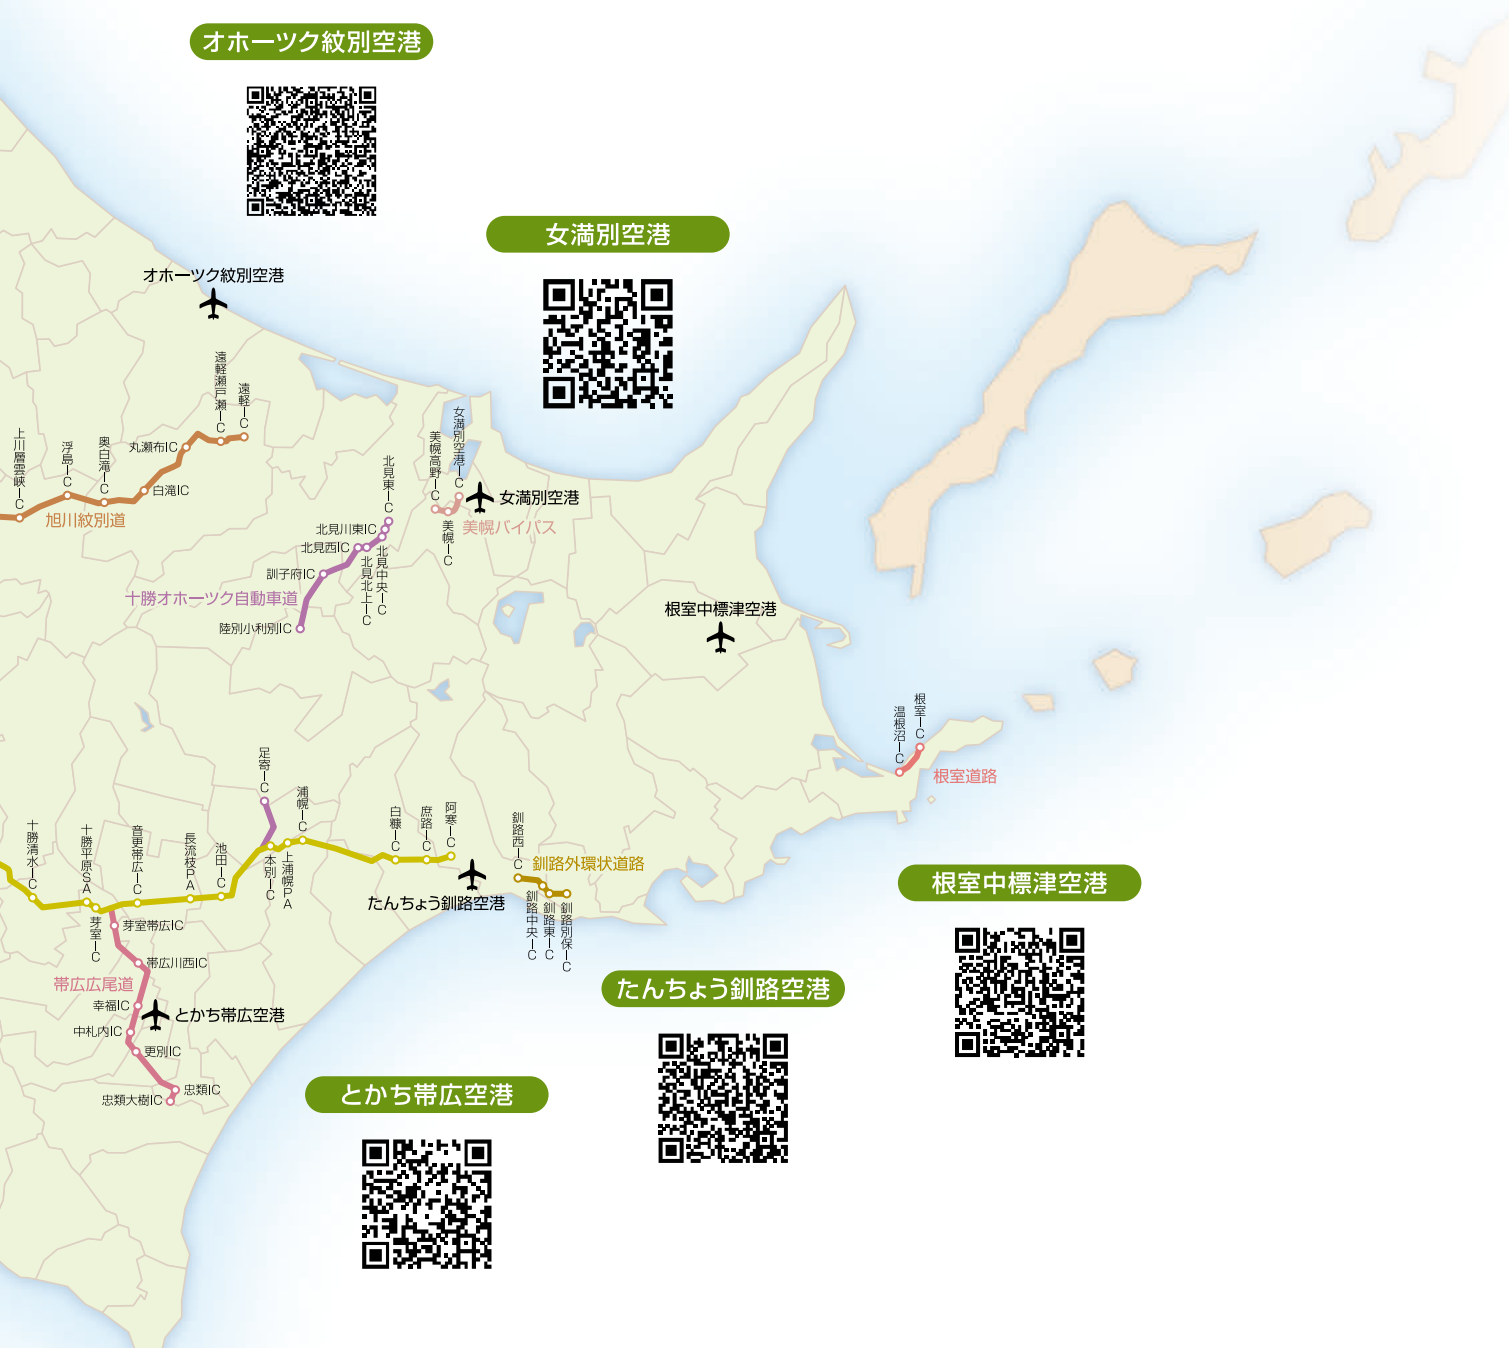 オホーツク紋別空港
女満別空港
オホーツク紋別空港
遠軽瀬戸瀬IC
遠軽IC
丸瀬布IC
上川層雲峡IC
浮島IC
奥白滝IC
白滝IC
旭川紋別道
女満別空港IC
美幌高野IC
北見東IC
女満別空港
美幌バイパス
美幌IC
北見川東IC
北見西IC
北見中央IC
北見北上IC
訓子府IC
十勝オホーツク自動車道
陸別小利別IC
根室中標津空港
根室IC
温根沼IC
根室道路
足寄IC
浦幌IC
白糠IC
庶路IC
阿寒IC
釧路西IC
釧路外環状道路
十勝清水IC
十勝平原SA
音更帯広IC
長流枝PA
池田IC
本別IC
上浦幌PA
たんちょう釧路空港
釧路中央IC
釧路東IC
釧路別保IC
根室中標津空港
芽室IC
芽室帯広IC
帯広川西IC
帯広広尾道
幸福IC
とかち帯広空港
中札内IC
更別IC
たんちょう釧路空港
忠類IC
忠類大樹IC
とかち帯広空港